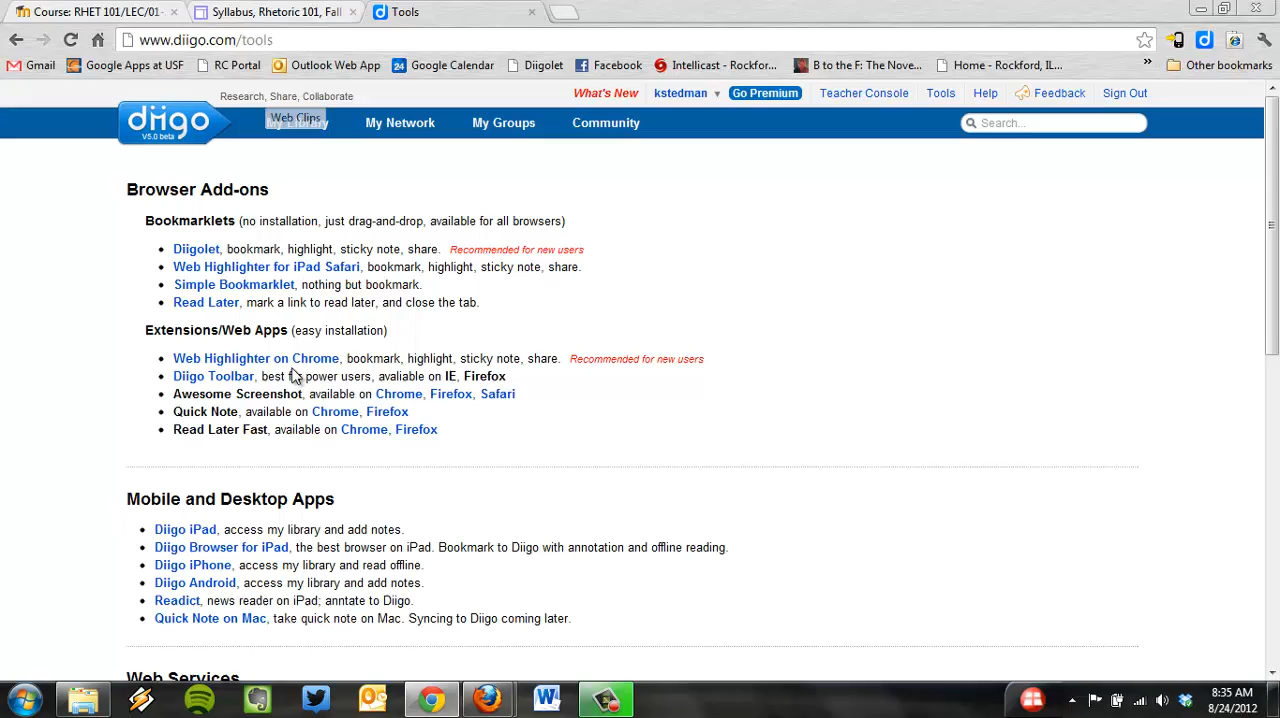 Course: RHET 101/LEC/01-
Syllabus, Rhetoric 101, Fall
Tools
www.diigo.com/tools
Gmail Google Apps at USF RC Portal Outlook Web App 24 Google Calendar Diigolet Facebook Intellicast - Rockfor... B to the F: The Nove... Home - Rockford, IL... » Other bookmarks
Research, Share, Collaborate
What's New kstedman Go Premium Teacher Console Tools Help Feedback Sign Out
diigo
V5.0 beta
Web Clips
My Library My Network My Groups Community Search...
Browser Add-ons
Bookmarklets (no installation, just drag-and-drop, available for all browsers)
Diigolet, bookmark, highlight, sticky note, share. Recommended for new users
Web Highlighter for iPad Safari, bookmark, highlight, sticky note, share.
Simple Bookmarklet, nothing but bookmark.
Read Later, mark a link to read later, and close the tab.
Extensions/Web Apps (easy installation)
Web Highlighter on Chrome, bookmark, highlight, sticky note, share. Recommended for new users
Diigo Toolbar, best power users, avaliable on IE, Firefox
Awesome Screenshot, available on Chrome, Firefox, Safari
Quick Note, available on Chrome, Firefox
Read Later Fast, available on Chrome, Firefox
Mobile and Desktop Apps
Diigo iPad, access my library and add notes.
Diigo Browser for iPad, the best browser on iPad. Bookmark to Diigo with annotation and offline reading.
Diigo iPhone, access my library and read offline.
Diigo Android, access my library and add notes.
Readict, news reader on iPad; anntate to Diigo.
Quick Note on Mac, take quick note on Mac. Syncing to Diigo coming later.
Web Services
8:35 AM
8/24/2012